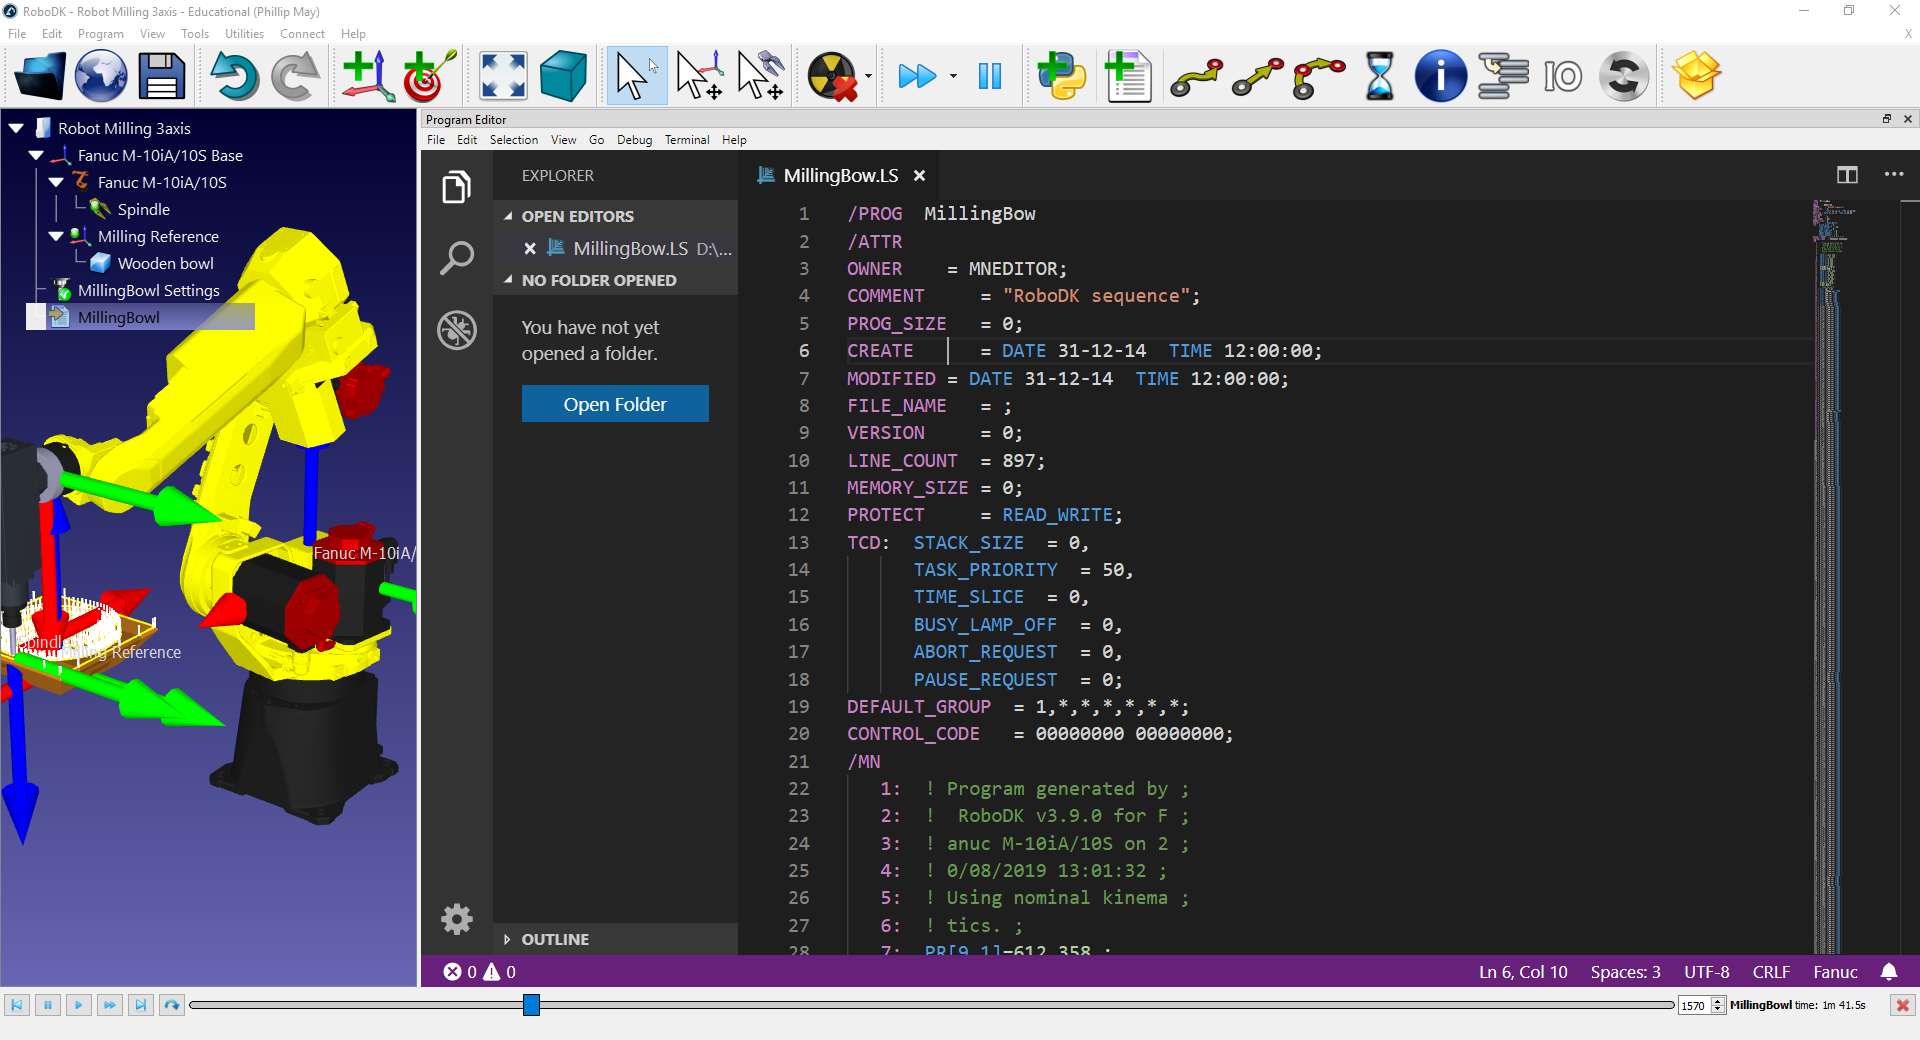 RoboDK - Robot Milling 3axis - Educational (Phillip May)
File Edit Program View Tools Utilities Connect Help
Robot Milling 3axis
Fanuc M-10iA/10S Base
Fanuc M-10iA/10S
Spindle
Milling Reference
Wooden bowl
MillingBowl Settings
MillingBowl
Fanuc M-10iA/
Reference
Program Editor
File Edit Selection View Go Debug Terminal Help
EXPLORER
OPEN EDITORS
MillingBow.LS D:\...
NO FOLDER OPENED
You have not yet
opened a folder.
Open Folder
OUTLINE
MillingBow.LS
1 /PROG MillingBow
2 /ATTR
3 OWNER = MNEDITOR;
4 COMMENT = "RoboDK sequence";
5 PROG_SIZE = 0;
6 CREATE = DATE 31-12-14 TIME 12:00:00;
7 MODIFIED = DATE 31-12-14 TIME 12:00:00;
8 FILE_NAME = ;
9 VERSION = 0;
10 LINE_COUNT = 897;
11 MEMORY_SIZE = 0;
12 PROTECT = READ_WRITE;
13 TCD: STACK_SIZE = 0,
14 TASK_PRIORITY = 50,
15 TIME_SLICE = 0,
16 BUSY_LAMP_OFF = 0,
17 ABORT_REQUEST = 0,
18 PAUSE_REQUEST = 0;
19 DEFAULT_GROUP = 1,*,*,*,*,*,*;
20 CONTROL_CODE = 00000000 00000000;
21 /MN
22 1: ! Program generated by ;
23 2: ! RoboDK v3.9.0 for F ;
24 3: ! anuc M-10iA/10S on 2 ;
25 4: ! 0/08/2019 13:01:32 ;
26 5: ! Using nominal kinema ;
27 6: ! tics. ;
28 7: PR[9,1]=612.358 ;
0 0
Ln 6, Col 10 Spaces: 3 UTF-8 CRLF Fanuc
1570 MillingBowl time: 1m 41.5s